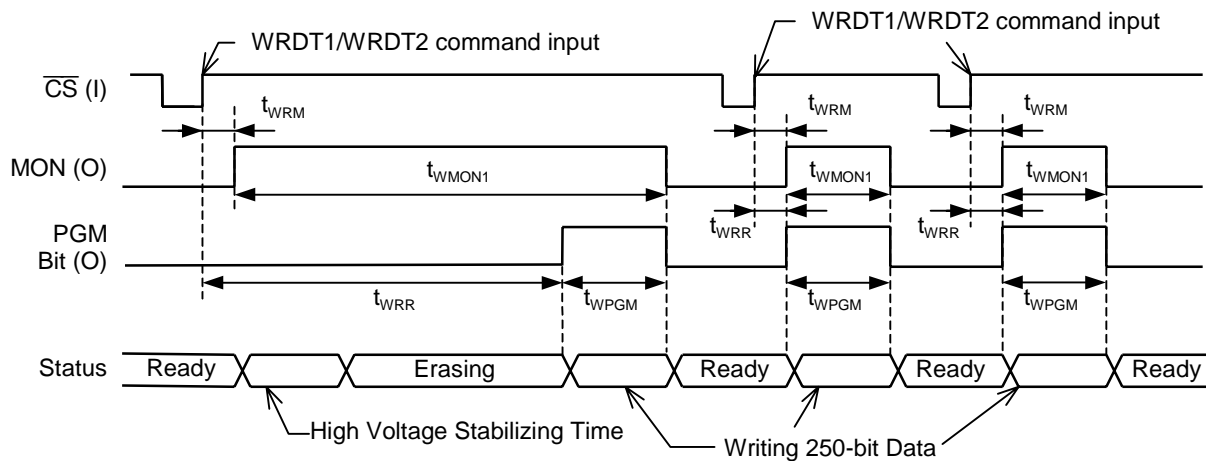 WRDT1/WRDT2 command input
WRDT1/WRDT2 command input
CS (I)
tWRM
tWRM
tWRM
MON (O)
tWMON1
tWMON1
tWMON1
tWRR
tWRR
PGM
Bit (O)
tWRR
tWPGM
tWPGM
tWPGM
Status
Ready
Erasing
Ready
Ready
Ready
High Voltage Stabilizing Time
Writing 250-bit Data